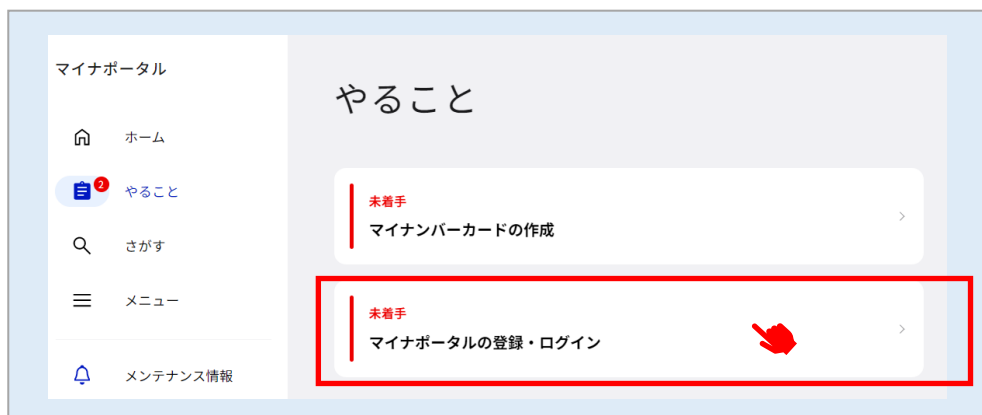 マイナポータル
ホーム
2
やること
さがす
メニュー
メンテナンス情報
やること
未着手
マイナンバーカードの作成
未着手
マイナポータルの登録・ログイン